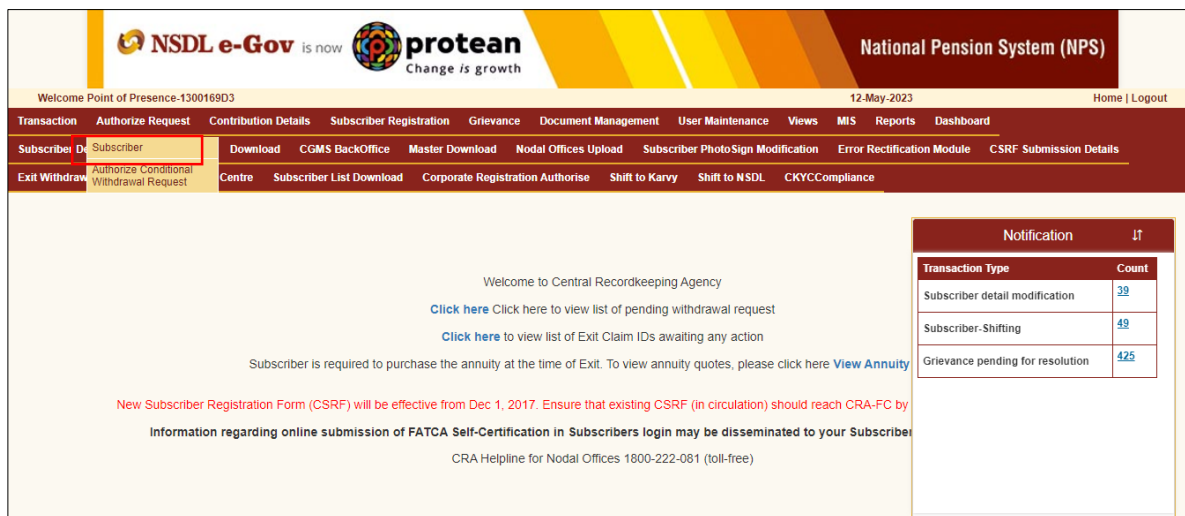 NSDL e-Gov is now protean
Change is growth
National Pension System (NPS)
Welcome Point of Presence-1300169D3 12-May-2023 Home | Logout
Transaction Authorize Request Contribution Details Subscriber Registration Grievance Document Management User Maintenance Views MIS Reports Dashboard
Subscriber De Subscriber Download CGMS BackOffice Master Download Nodal Offices Upload Subscriber PhotoSign Modification Error Rectification Module CSRF Submission Details
Exit Withdraw Authorize Conditional Withdrawal Request Centre Subscriber List Download Corporate Registration Authorise Shift to Karvy Shift to NSDL CKYCCompliance
Notification
Transaction Type Count
Subscriber detail modification 39
Subscriber-Shifting 49
Grievance pending for resolution 425
Welcome to Central Recordkeeping Agency
Click here Click here to view list of pending withdrawal request
Click here to view list of Exit Claim IDs awaiting any action
Subscriber is required to purchase the annuity at the time of Exit. To view annuity quotes, please click here View Annuity
New Subscriber Registration Form (CSRF) will be effective from Dec 1, 2017. Ensure that existing CSRF (in circulation) should reach CRA-FC by
Information regarding online submission of FATCA Self-Certification in Subscribers login may be disseminated to your Subscriber
CRA Helpline for Nodal Offices 1800-222-081 (toll-free)